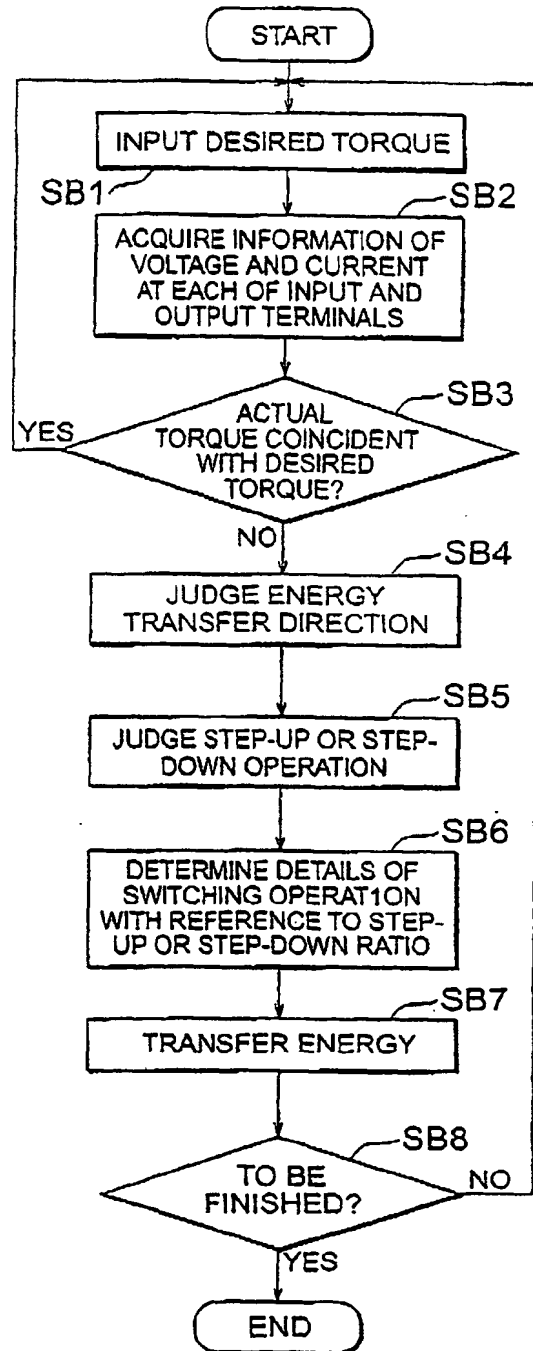 START
INPUT DESIRED TORQUE
SB1
SB2
ACQUIRE INFORMATION OF
VOLTAGE AND CURRENT
AT EACH OF INPUT AND
OUTPUT TERMINALS
SB3
YES
ACTUAL
TORQUE COINCIDENT
WITH DESIRED
TORQUE?
NO
SB4
JUDGE ENERGY
TRANSFER DIRECTION
SB5
JUDGE STEP-UP OR STEP-
DOWN OPERATION
SB6
DETERMINE DETAILS OF
SWITCHING OPERAT1ON
WITH REFERENCE TO STEP-
UP OR STEP-DOWN RATIO
SB7
TRANSFER ENERGY
SB8
TO BE
FINISHED?
NO
YES
END